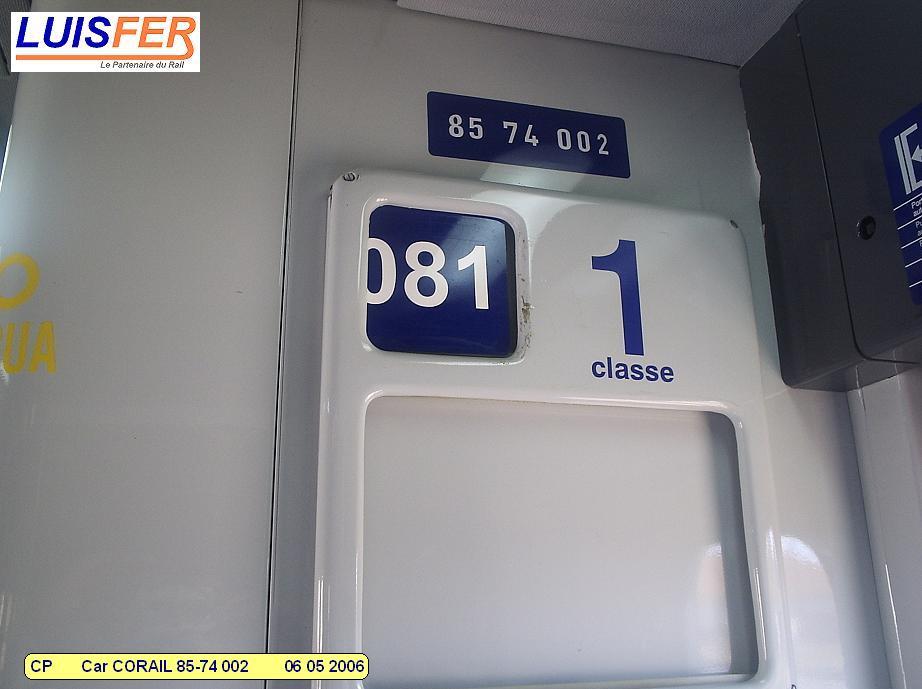 LUISFER
Le Partenaire du Rail
85 74 002
081
1
classe
CP Car CORAIL 85-74 002 06 05 2006